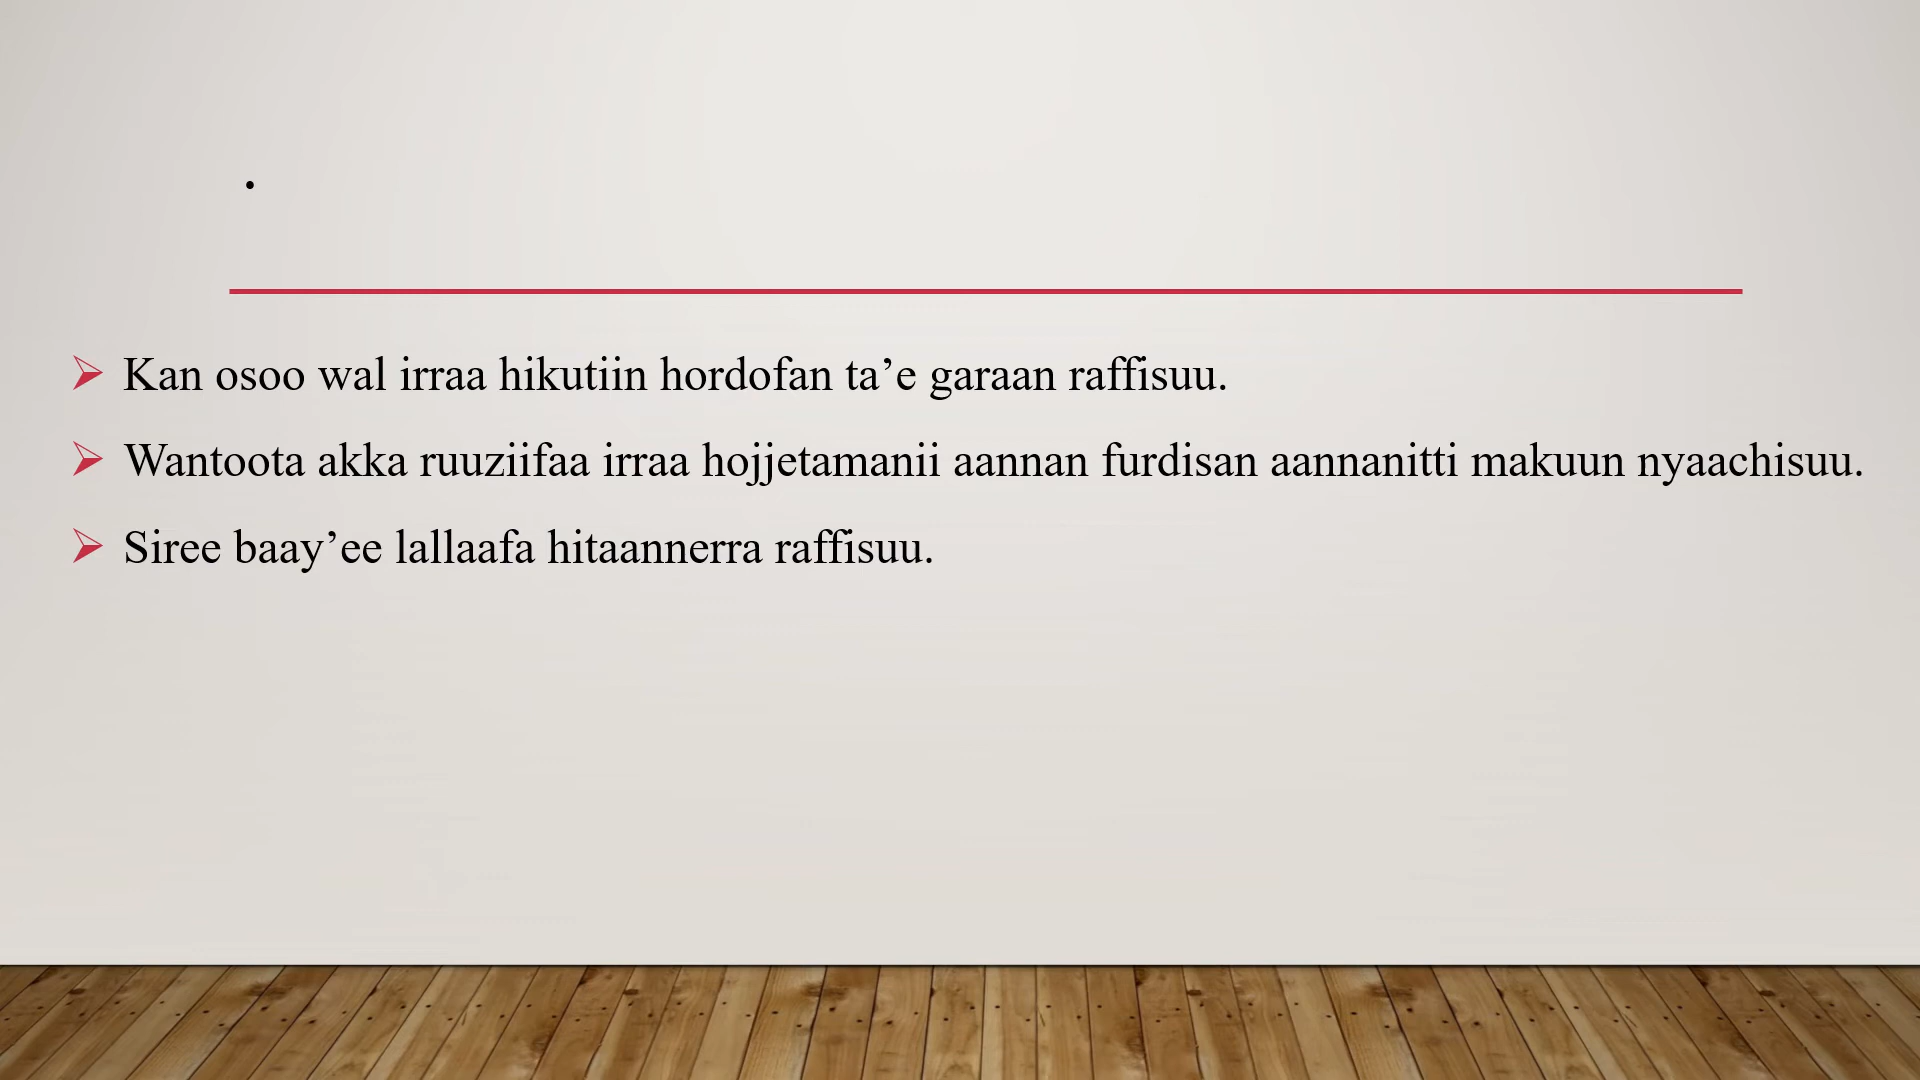 .
Kan osoo wal irraa hikutiin hordofan ta’e garaan raffisuu.
Wantoota akka ruuziifaa irraa hojjetamanii aannan furdisan aannanitti makuun nyaachisuu.
Siree baay’ee lallaafa hitaannerra raffisuu.